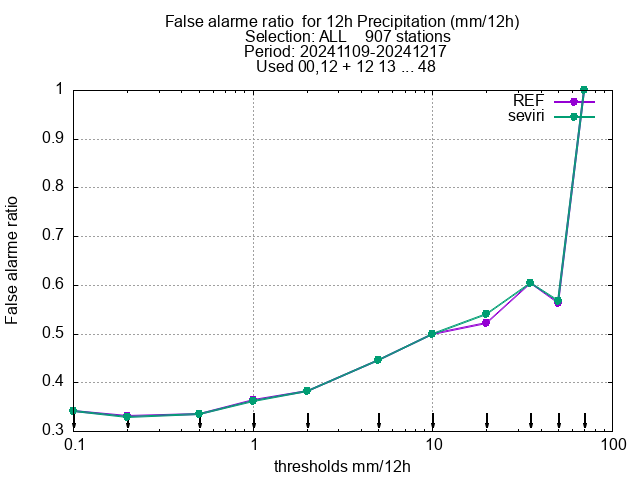 False alarme ratio  for 12h Precipitation (mm/12h)
Selection: ALL    907 stations
Period: 20241109-20241217
Used 00,12 + 12 13 ... 48
REF
seviri
1
0.9
0.8
0.7
0.6
0.5
0.4
0.3
False alarme ratio
0.1 1 10 100
thresholds mm/12h